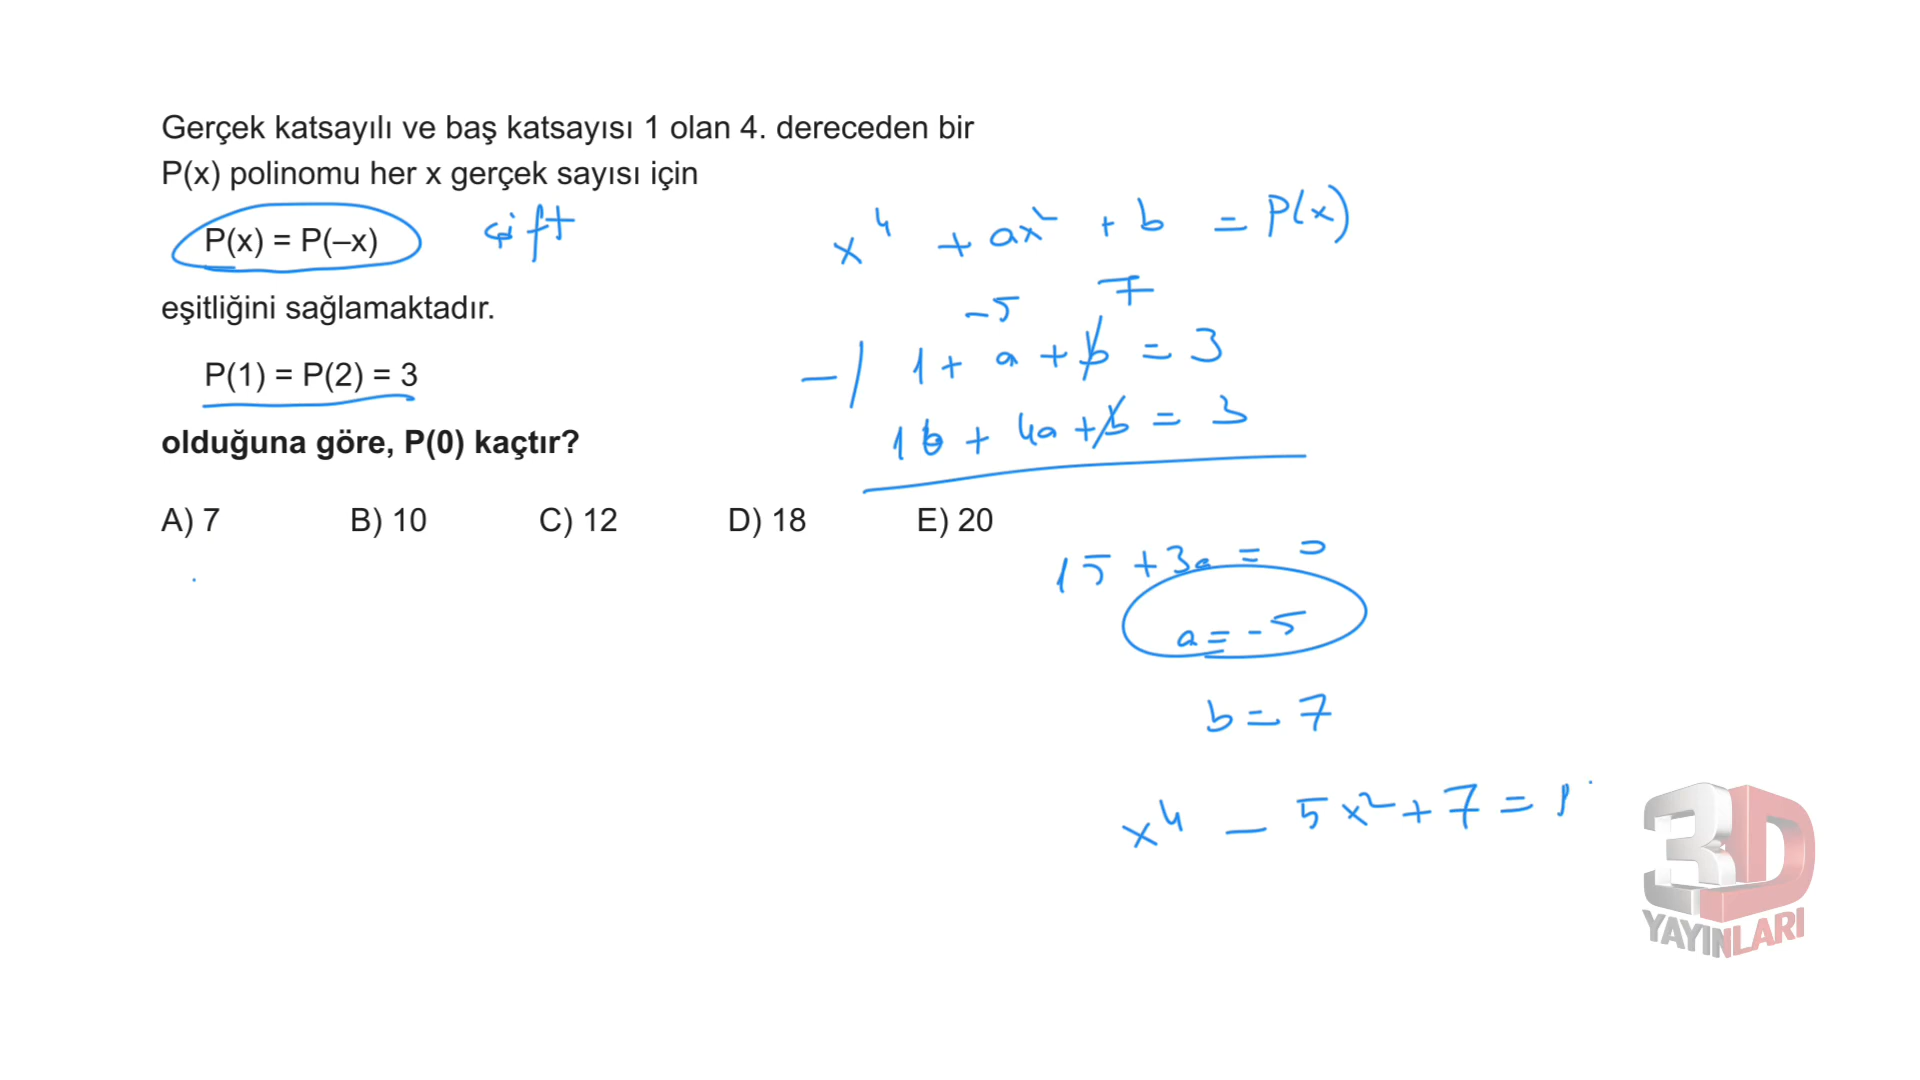 Gerçek katsayılı ve baş katsayısı 1 olan 4. dereceden bir
P(x) polinomu her x gerçek sayısı için
P(x) = P(–x)
çift
eşitliğini sağlamaktadır.
P(1) = P(2) = 3
olduğuna göre, P(0) kaçtır?
A) 7 B) 10 C) 12 D) 18 E) 20
x⁴ + ax² + b = P(x)
-5 7
-/ 1 + a + b = 3
16 + 4a + b = 3
15 + 3a = 0
a = -5
b = 7
x⁴ - 5x² + 7 =
3D
YAYINLARI